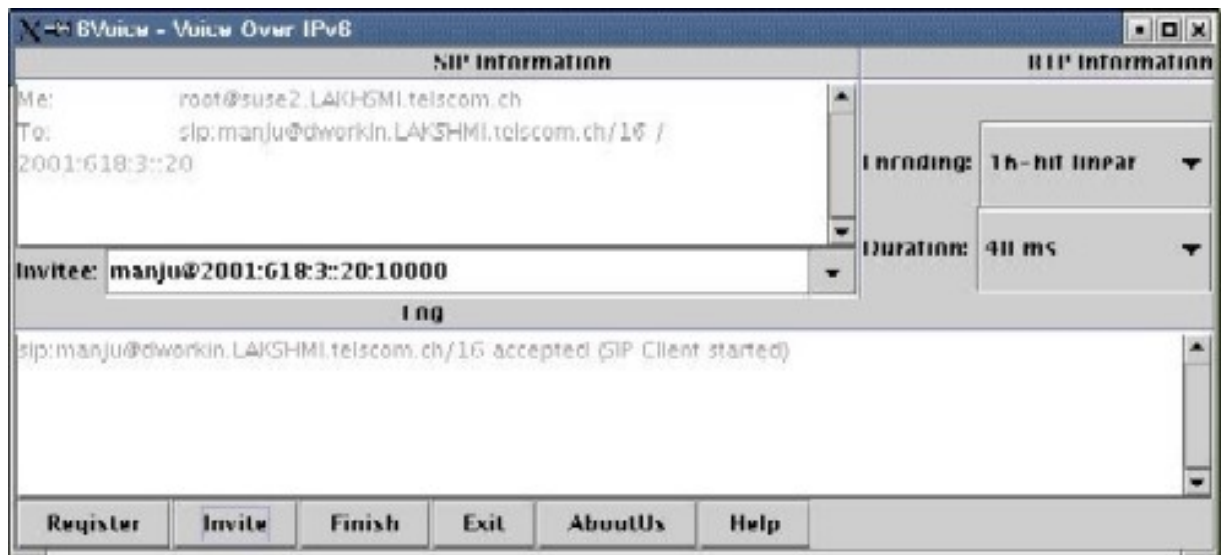 6Voice - Voice Over IPv6
SIP Information
RTP Information
Me: root@suse2.LAKHSMI.telscom.ch
To: sip:manju@dworkin.LAKSHMI.telscom.ch/16 /
2001:618:3::20
Encoding: 16-bit linear
Duration: 40 ms
Invitee: manju@2001:618:3::20:10000
Log
sip:manju@dworkin.LAKSHMI.telscom.ch/16 accepted (SIP Client started)
Register Invite Finish Exit AboutUs Help